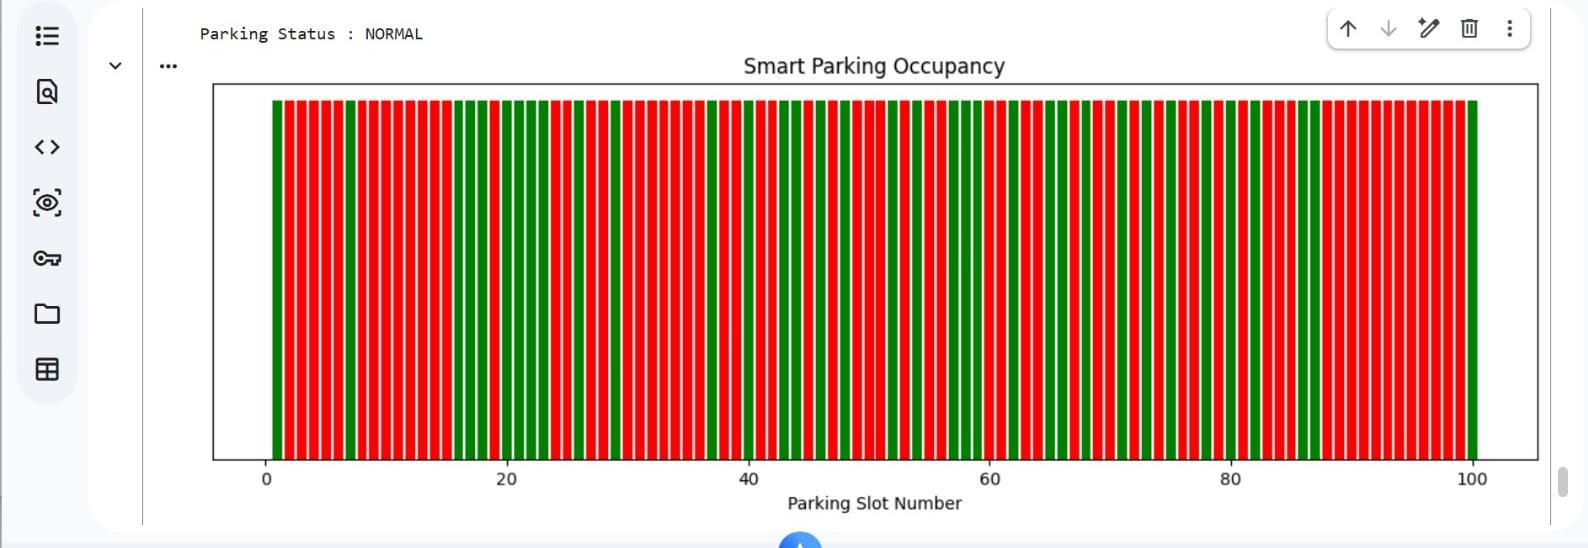 Parking Status : NORMAL
Smart Parking Occupancy
0 20 40 60 80 100
Parking Slot Number